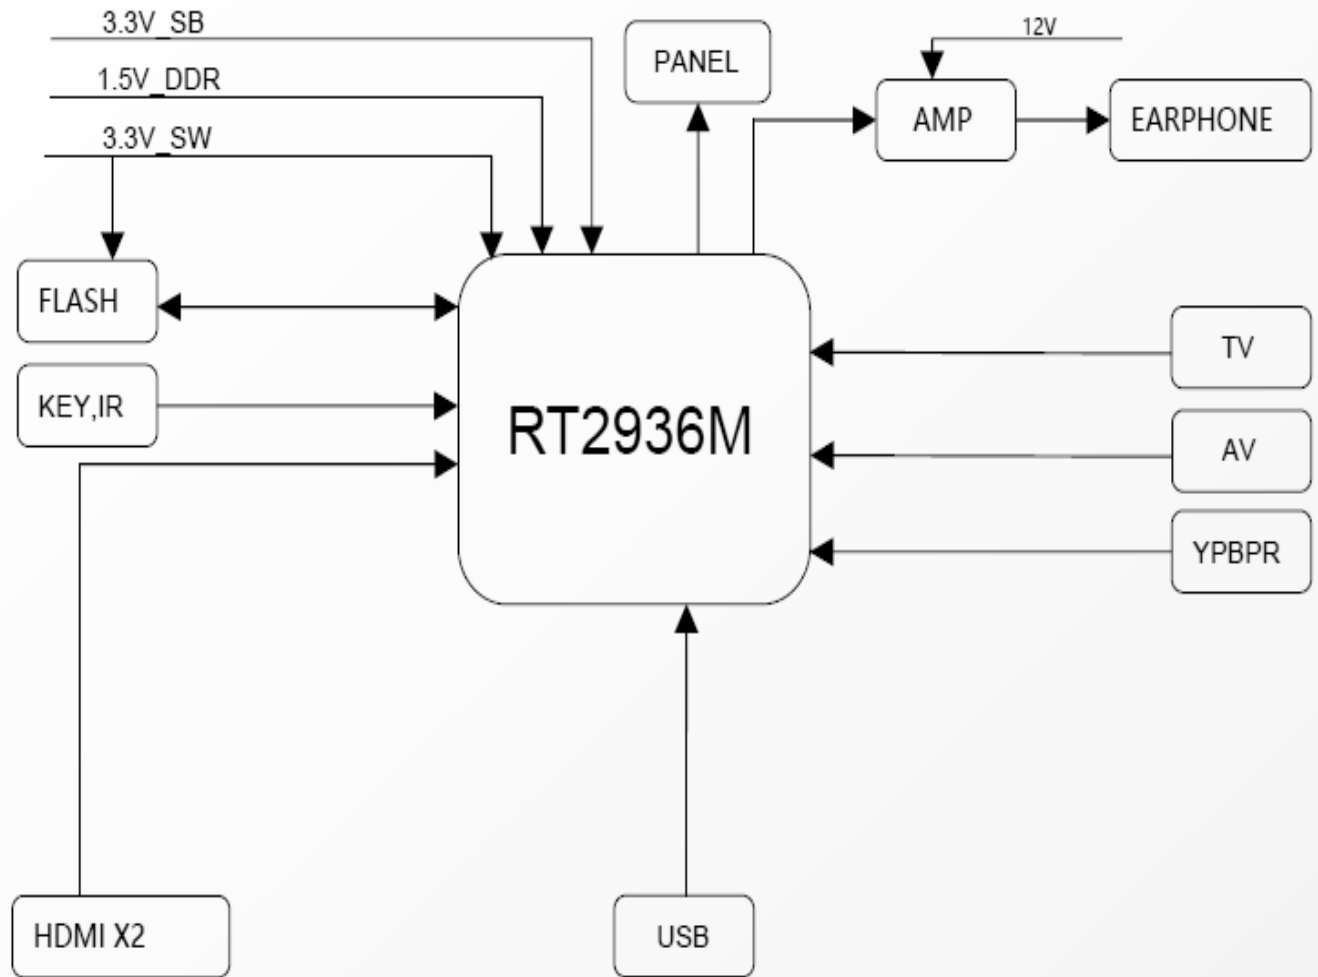 3.3V_SB
1.5V_DDR
3.3V_SW
PANEL
12V
AMP
EARPHONE
FLASH
KEY,IR
RT2936M
TV
AV
YPBPR
HDMI X2
USB